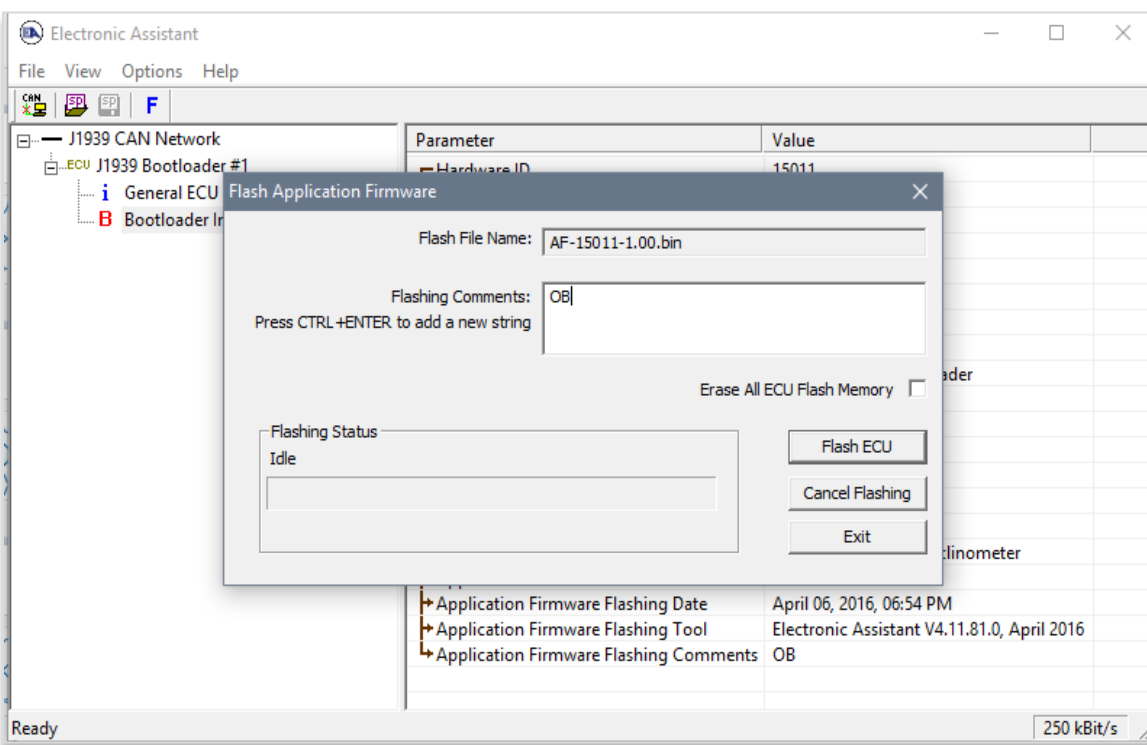 Electronic Assistant
File View Options Help
CAN SP SP F
J1939 CAN Network
ECU J1939 Bootloader #1
i General ECU
B Bootloader
Parameter Value
Hardware ID 15011
Flash Application Firmware
Flash File Name: AF-15011-1.00.bin
Flashing Comments: OB
Press CTRL+ENTER to add a new string
Erase All ECU Flash Memory
Flashing Status
Idle
Flash ECU
Cancel Flashing
Exit
ader
clinometer
Application Firmware Flashing Date April 06, 2016, 06:54 PM
Application Firmware Flashing Tool Electronic Assistant V4.11.81.0, April 2016
Application Firmware Flashing Comments OB
Ready 250 kBit/s